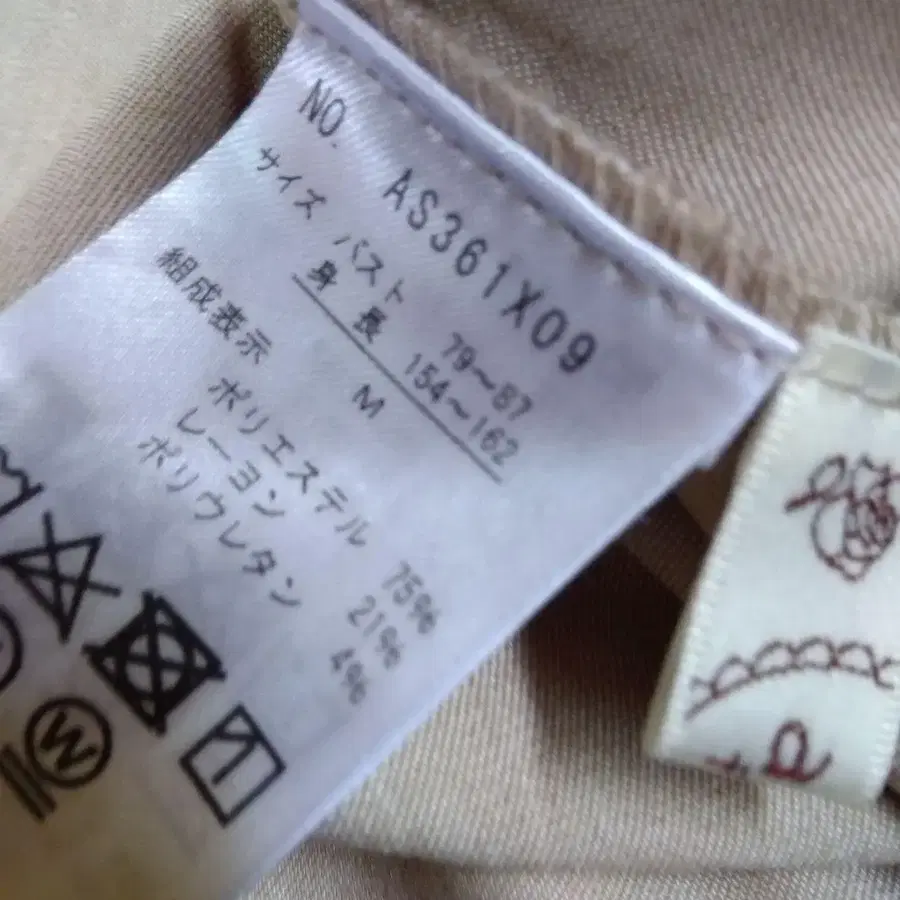 NO. AS361X09
サイズ バスト 79〜87
身長 154〜162
M
組成表示
ポリエステル 75%
レーヨン 21%
ポリウレタン 4%
W